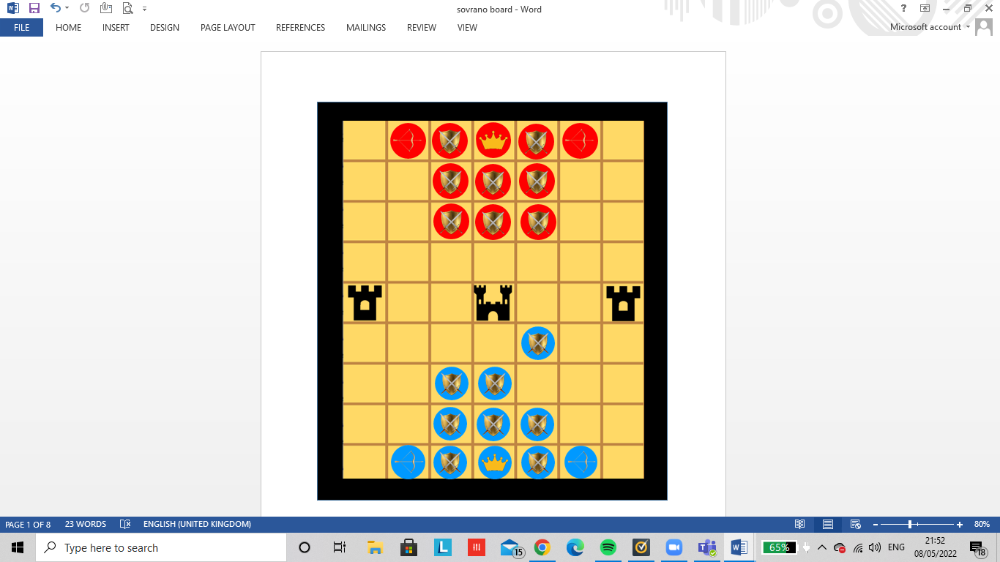 sovrano board - Word
?
FILE HOME INSERT DESIGN PAGE LAYOUT REFERENCES MAILINGS REVIEW VIEW
Microsoft account
PAGE 1 OF 8 23 WORDS ENGLISH (UNITED KINGDOM) 80%
Type here to search
L
15
65%
ENG
21:52
08/05/2022
18